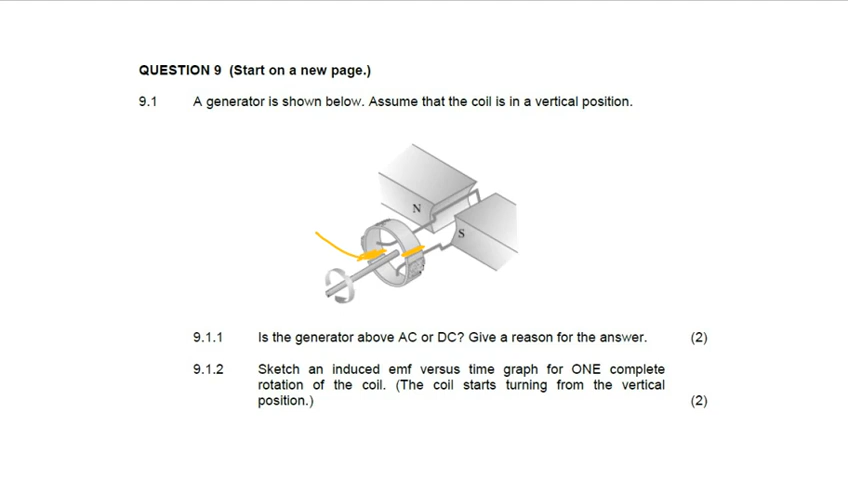 QUESTION 9 (Start on a new page.)
9.1 A generator is shown below. Assume that the coil is in a vertical position.
N
S
9.1.1 Is the generator above AC or DC? Give a reason for the answer. (2)
9.1.2 Sketch an induced emf versus time graph for ONE complete
rotation of the coil. (The coil starts turning from the vertical
position.) (2)